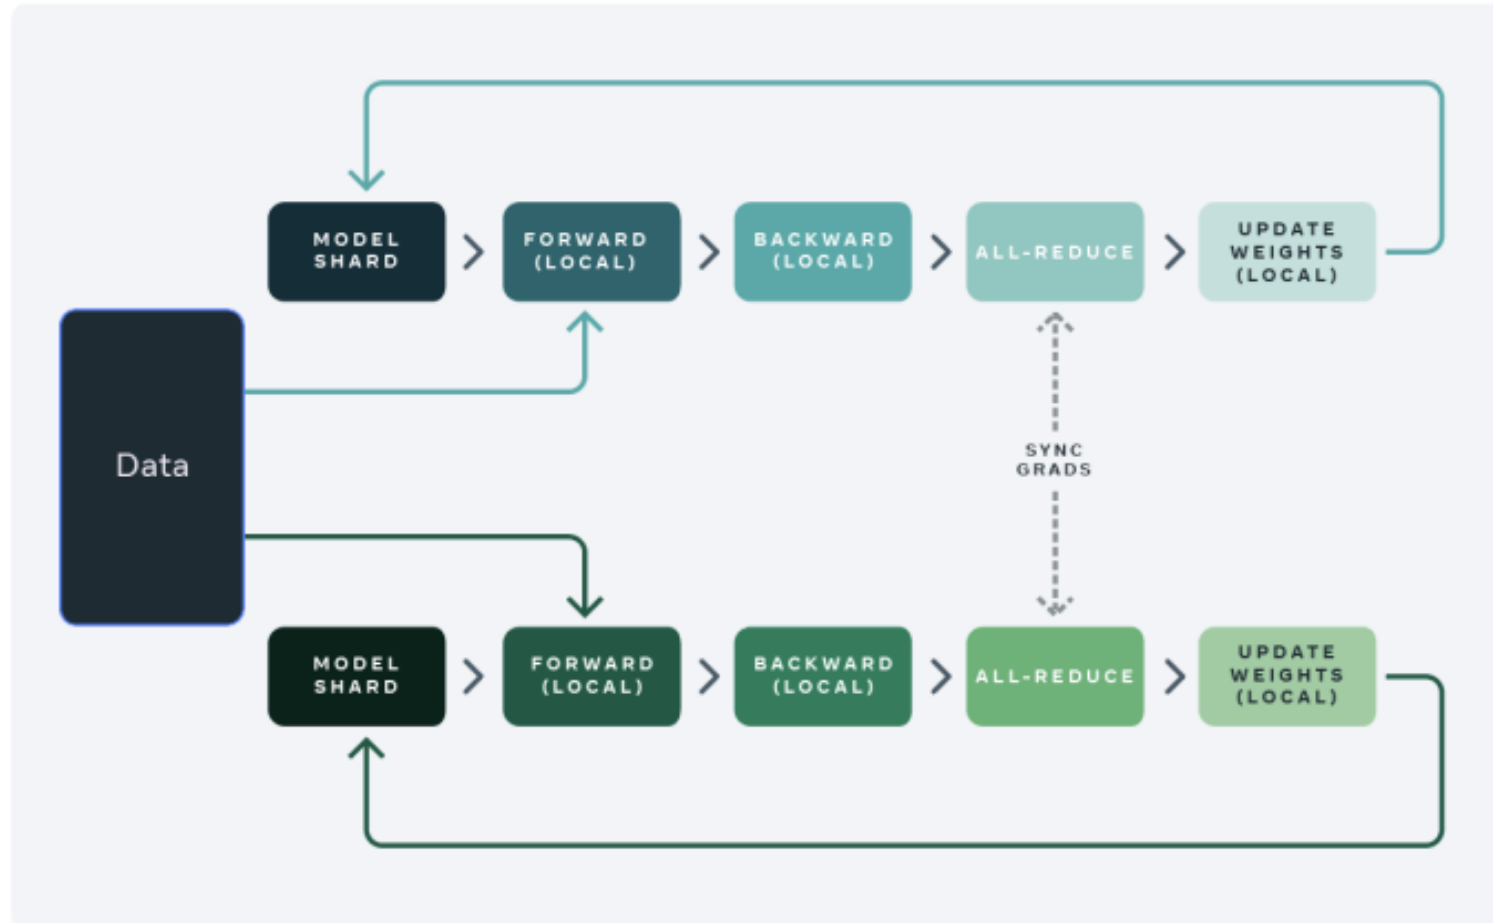 MODEL
SHARD
FORWARD
(LOCAL)
BACKWARD
(LOCAL)
ALL-REDUCE
UPDATE
WEIGHTS
(LOCAL)
Data
SYNC
GRADS
MODEL
SHARD
FORWARD
(LOCAL)
BACKWARD
(LOCAL)
ALL-REDUCE
UPDATE
WEIGHTS
(LOCAL)